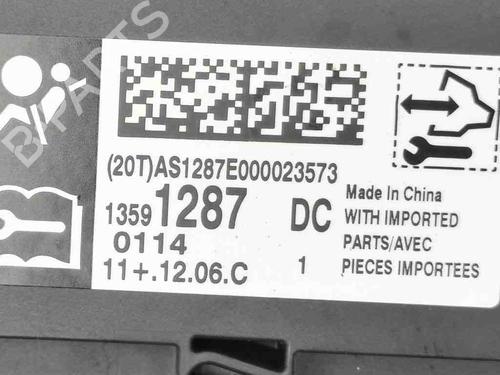 B-PARTS
(20T)AS1287E000023573
1359 1287 DC
0114
11+.12.06.C 1
Made In China
WITH IMPORTED
PARTS/AVEC
PIECES IMPORTEES